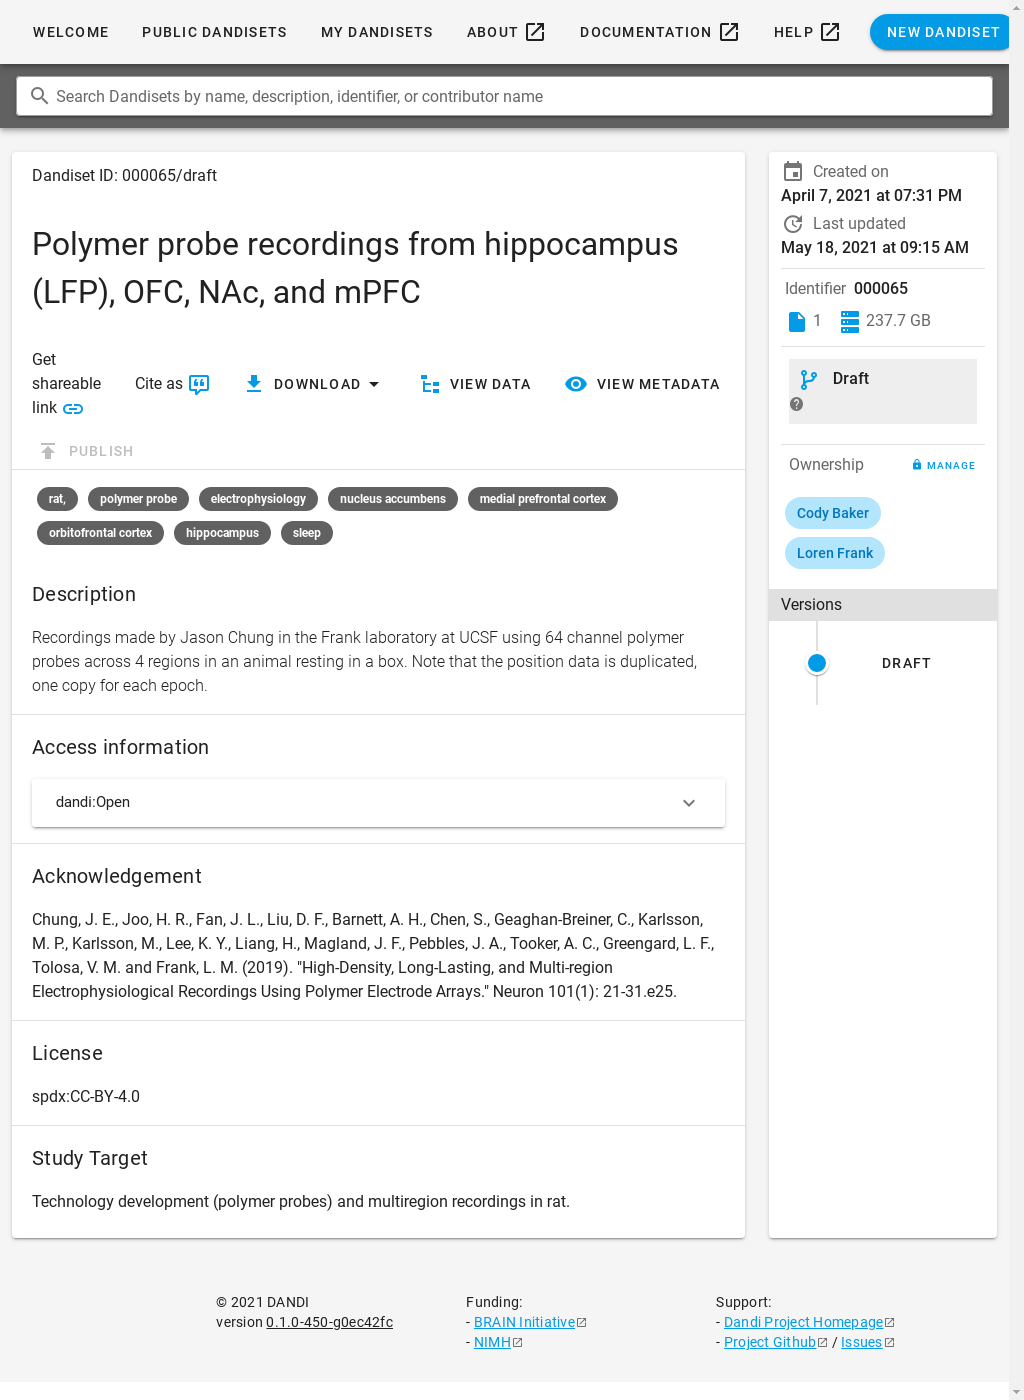 WELCOME PUBLIC DANDISETS MY DANDISETS ABOUT DOCUMENTATION HELP NEW DANDISET
Search Dandisets by name, description, identifier, or contributor name
Dandiset ID: 000065/draft
Polymer probe recordings from hippocampus
(LFP), OFC, NAc, and mPFC
Get
shareable
link
Cite as
DOWNLOAD
VIEW DATA
VIEW METADATA
PUBLISH
rat, polymer probe electrophysiology nucleus accumbens medial prefrontal cortex
orbitofrontal cortex hippocampus sleep
Description
Recordings made by Jason Chung in the Frank laboratory at UCSF using 64 channel polymer
probes across 4 regions in an animal resting in a box. Note that the position data is duplicated,
one copy for each epoch.
Access information
dandi:Open
Acknowledgement
Chung, J. E., Joo, H. R., Fan, J. L., Liu, D. F., Barnett, A. H., Chen, S., Geaghan-Breiner, C., Karlsson,
M. P., Karlsson, M., Lee, K. Y., Liang, H., Magland, J. F., Pebbles, J. A., Tooker, A. C., Greengard, L. F.,
Tolosa, V. M. and Frank, L. M. (2019). "High-Density, Long-Lasting, and Multi-region
Electrophysiological Recordings Using Polymer Electrode Arrays." Neuron 101(1): 21-31.e25.
License
spdx:CC-BY-4.0
Study Target
Technology development (polymer probes) and multiregion recordings in rat.
Created on
April 7, 2021 at 07:31 PM
Last updated
May 18, 2021 at 09:15 AM
Identifier 000065
1 237.7 GB
Draft
Ownership MANAGE
Cody Baker
Loren Frank
Versions
DRAFT
© 2021 DANDI
version 0.1.0-450-g0ec42fc
Funding:
- BRAIN Initiative
- NIMH
Support:
- Dandi Project Homepage
- Project Github / Issues